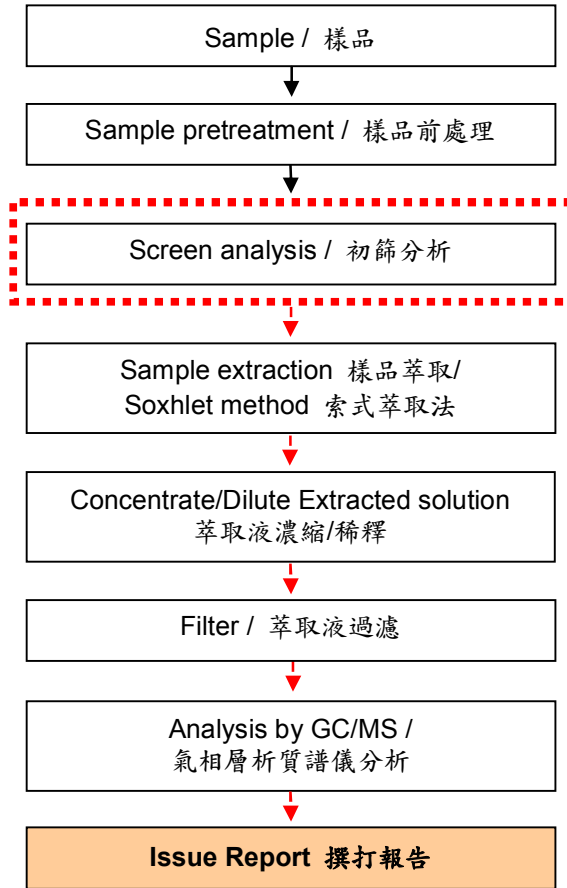 Sample / 樣品
Sample pretreatment / 樣品前處理
Screen analysis / 初篩分析
Sample extraction 樣品萃取/
Soxhlet method 索式萃取法
Concentrate/Dilute Extracted solution
萃取液濃縮/稀釋
Filter / 萃取液過濾
Analysis by GC/MS /
氣相層析質譜儀分析
Issue Report 撰打報告